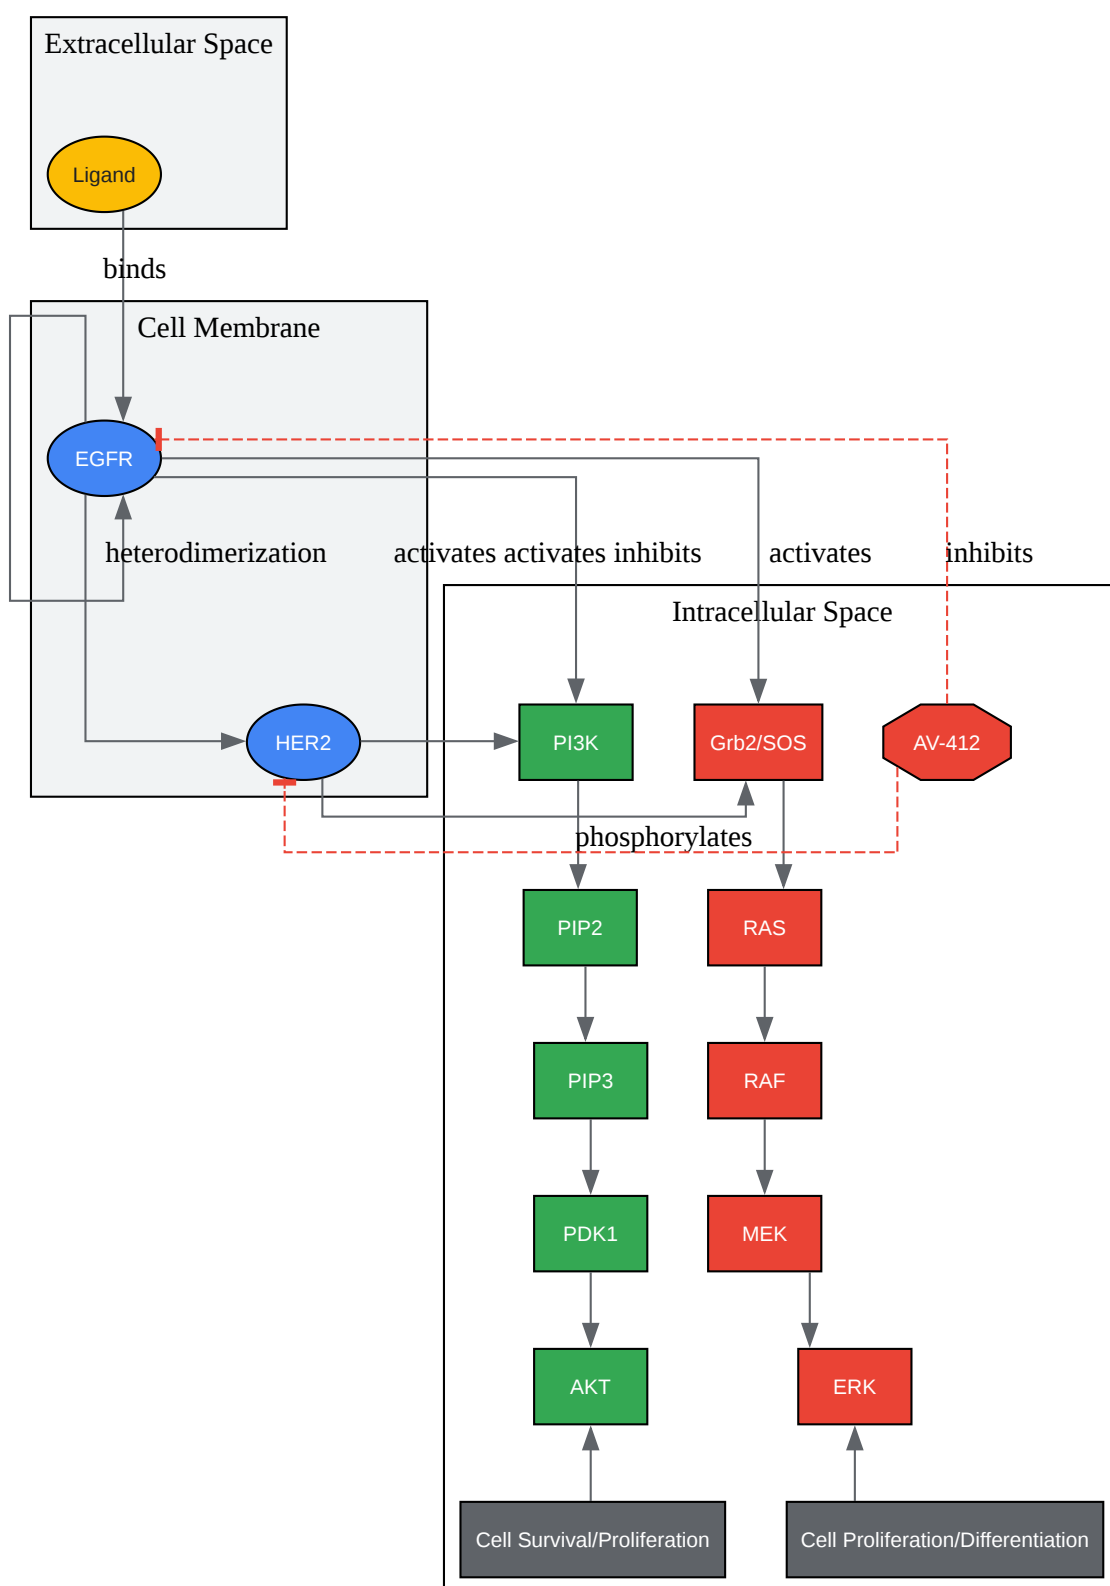 Extracellular Space
Ligand
binds
Cell Membrane
EGFR
heterodimerization
activates activates inhibits
activates
inhibits
Intracellular Space
HER2
PI3K
Grb2/SOS
AV-412
phosphorylates
PIP2
RAS
PIP3
RAF
PDK1
MEK
AKT
ERK
Cell Survival/Proliferation
Cell Proliferation/Differentiation